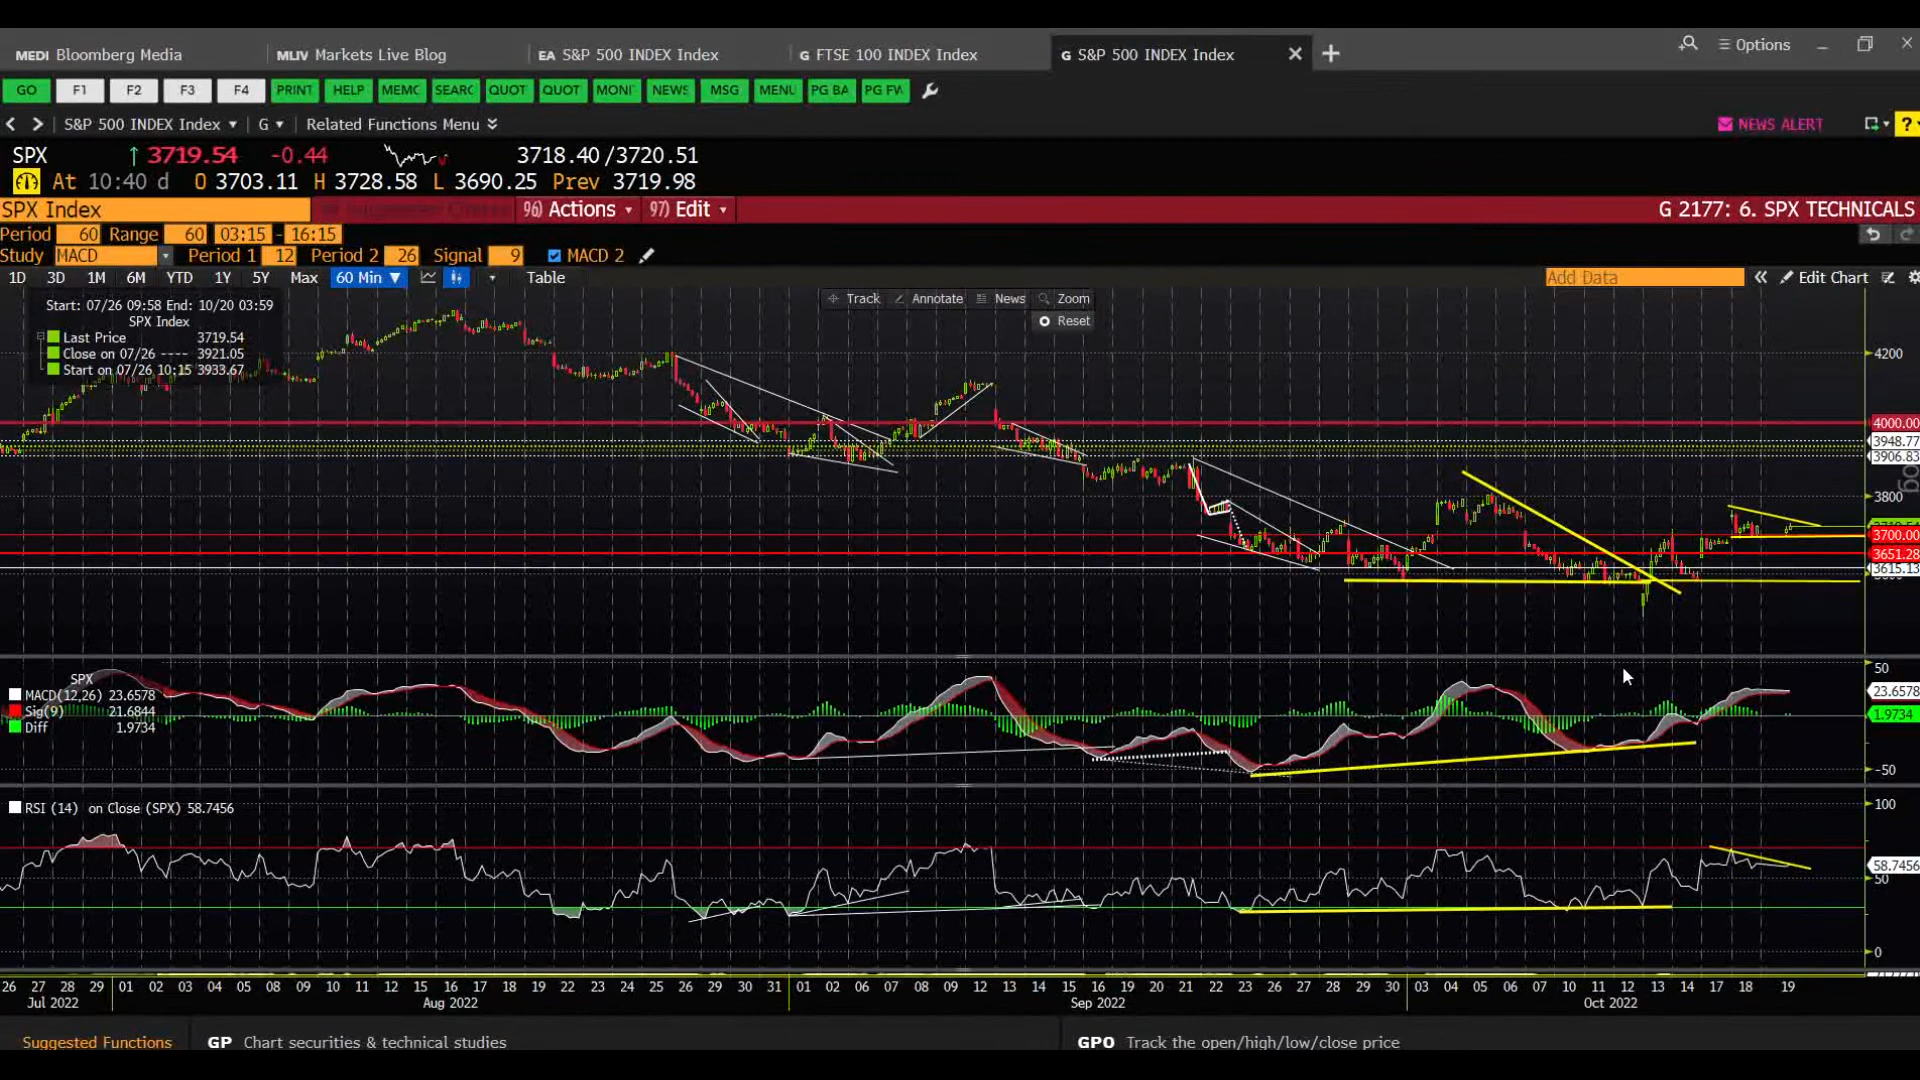 MEDI Bloomberg Media MLIV Markets Live Blog EA S&P 500 INDEX Index G FTSE 100 INDEX Index G S&P 500 INDEX Index × + Options
GO F1 F2 F3 F4 PRINT HELP MEMC SEARC QUOT QUOT MONI NEWS MSG MENU PG BA PG FW
S&P 500 INDEX Index G Related Functions Menu NEWS ALERT ?
SPX ↑ 3719.54 -0.44 3718.40 /3720.51
At 10:40 d O 3703.11 H 3728.58 L 3690.25 Prev 3719.98
SPX Index 96) Actions 97) Edit G 2177: 6. SPX TECHNICALS
Period 60 Range 60 03:15 - 16:15
Study MACD Period 1 12 Period 2 26 Signal 9 MACD 2
1D 3D 1M 6M YTD 1Y 5Y Max 60 Min ▼ Table Add Data « Edit Chart
Track Annotate News Zoom
Reset
Start: 07/26 09:58 End: 10/20 03:59
SPX Index
Last Price 3719.54
Close on 07/26 ---- 3921.05
Start on 07/26 10:15 3933.67
4200
4000.00
3948.77
3906.83
3800
3700.00
3651.28
3615.13
SPX
MACD(12,26) 23.6578
Sig(9) 21.6844
Diff 1.9734
50
23.6578
1.9734
-50
RSI (14) on Close (SPX) 58.7456
100
58.7456
50
0
26 27 28 29 01 02 03 04 05 08 09 10 11 12 15 16 17 18 19 22 23 24 25 26 29 30 31 01 02 06 07 08 09 12 13 14 15 16 19 20 21 22 23 26 27 28 29 30 03 04 05 06 07 10 11 12 13 14 17 18 19
Jul 2022 Aug 2022 Sep 2022 Oct 2022
Suggested Functions GP Chart securities & technical studies GPO Track the open/high/low/close price